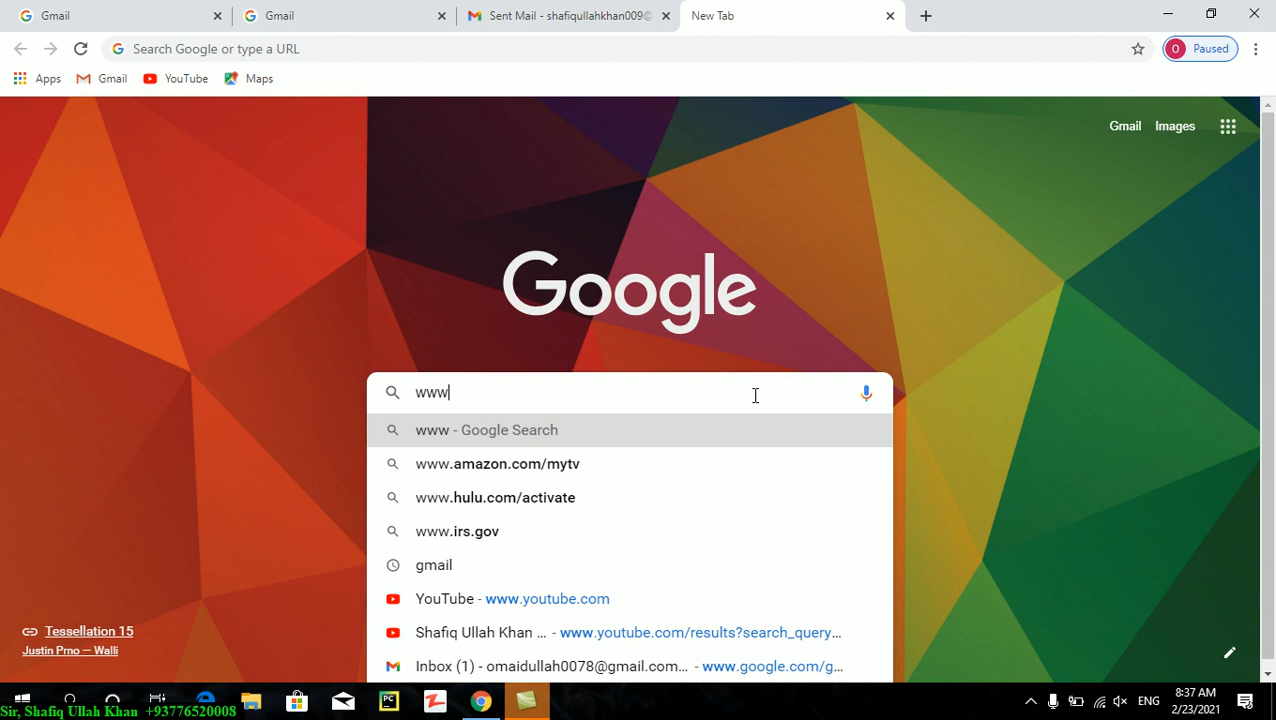 Gmail
Gmail
Sent Mail - shafiqullahkhan009@
New Tab
Search Google or type a URL
O Paused
Apps Gmail YouTube Maps
Gmail Images
Google
www
www - Google Search
www.amazon.com/mytv
www.hulu.com/activate
www.irs.gov
gmail
YouTube - www.youtube.com
Shafiq Ullah Khan ... - www.youtube.com/results?search_query...
Inbox (1) - omaidullah0078@gmail.com... - www.google.com/g...
Tessellation 15
Justin Prno — Walli
PC
Z
ENG
8:37 AM
2/23/2021
Sir, Shafiq Ullah Khan +93776520008